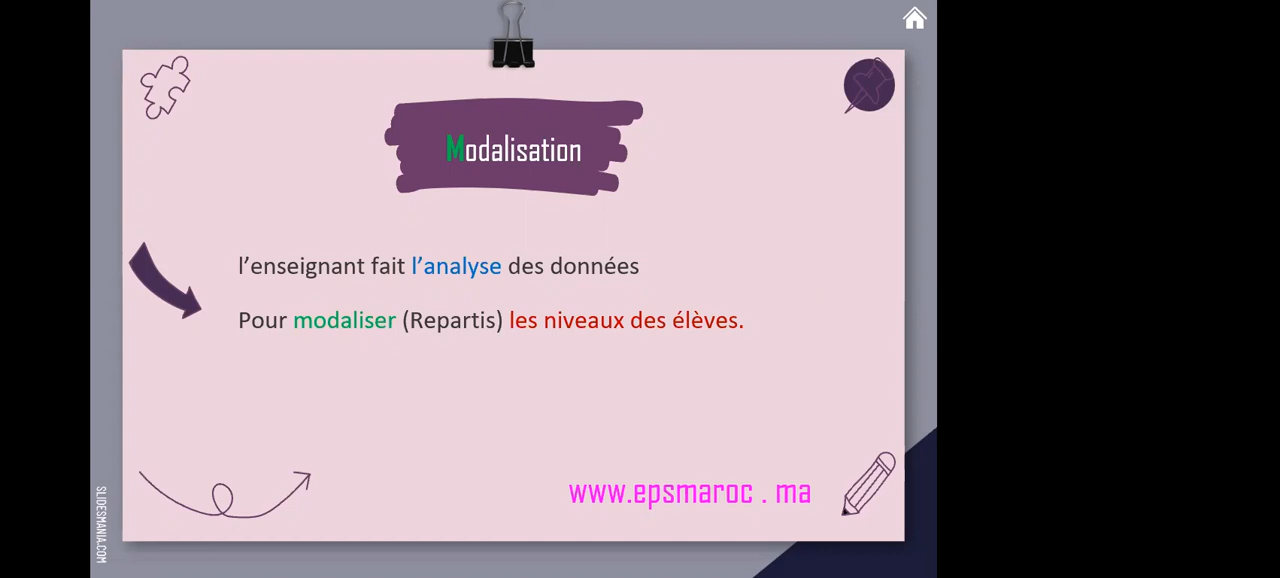 Modalisation
l'enseignant fait l'analyse des données
Pour modaliser (Repartis) les niveaux des élèves.
www.epsmaroc . ma
SLIDESMANIA.COM